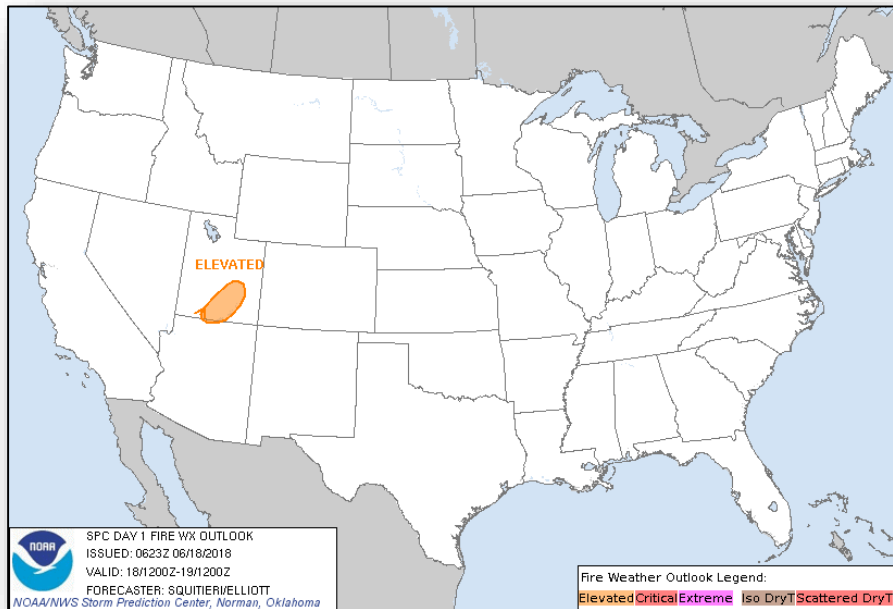 ELEVATED
NOAA
SPC DAY 1 FIRE WX OUTLOOK
ISSUED: 0623Z 06/18/2018
VALID: 18/1200Z-19/1200Z
FORECASTER: SQUITIERI/ELLIOTT
NOAA/NWS Storm Prediction Center, Norman, Oklahoma
Fire Weather Outlook Legend:
Elevated Critical Extreme Iso DryT Scattered DryT